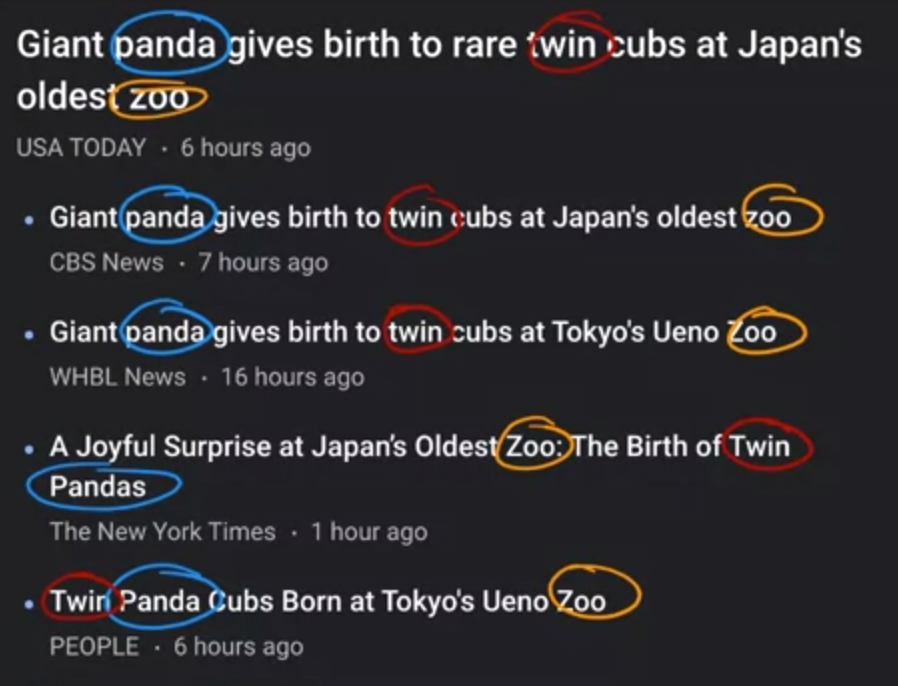 Giant panda gives birth to rare twin cubs at Japan's
oldest zoo
USA TODAY · 6 hours ago
• Giant panda gives birth to twin cubs at Japan's oldest zoo
CBS News · 7 hours ago
• Giant panda gives birth to twin cubs at Tokyo's Ueno Zoo
WHBL News · 16 hours ago
• A Joyful Surprise at Japan's Oldest Zoo: The Birth of Twin
Pandas
The New York Times · 1 hour ago
• Twin Panda Cubs Born at Tokyo's Ueno Zoo
PEOPLE · 6 hours ago